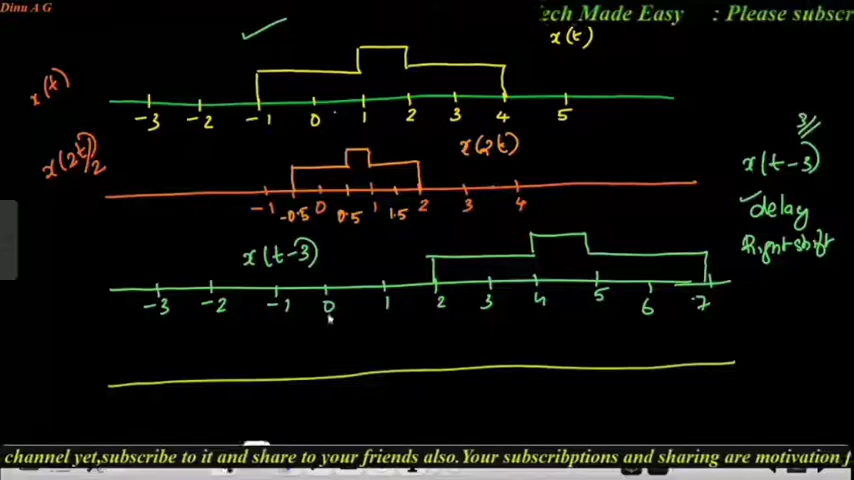 Dinu A G
ech Made Easy : Please subscr
x(t)
x(t)
-3 -2 -1 0 1 2 3 4 5
x(2t)
x(2t)/2
-1 -0.5 0 0.5 1 1.5 2 3 4
3
x(t-3)
delay
Right shift
x(t-3)
-3 -2 -1 0 1 2 3 4 5 6 7
channel yet,subscribe to it and share to your friends also.Your subscribptions and sharing are motivation f